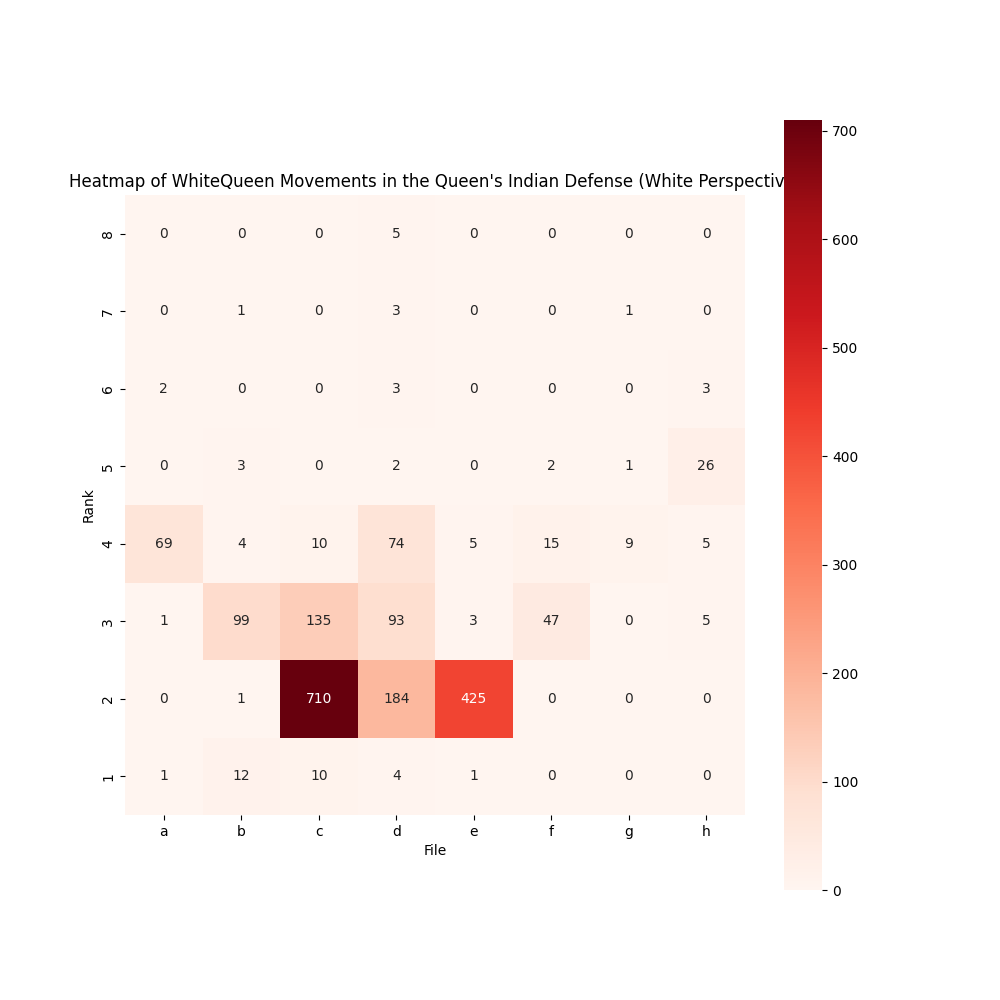 Heatmap of WhiteQueen Movements in the Queen's Indian Defense (White Perspectiv
700
600
500
400
300
200
100
0
Rank
8 0 0 0 5 0 0 0 0
7 0 1 0 3 0 1 0
6 2 0 0 3 0 0 0 3
5 0 3 0 2 0 2 1 26
4 69 4 10 74 5 15 9 5
3 1 99 135 93 3 47 0 5
2 0 1 710 184 425 0 0 0
1 1 12 10 4 1 0 0 0
a b c d e f g h
File